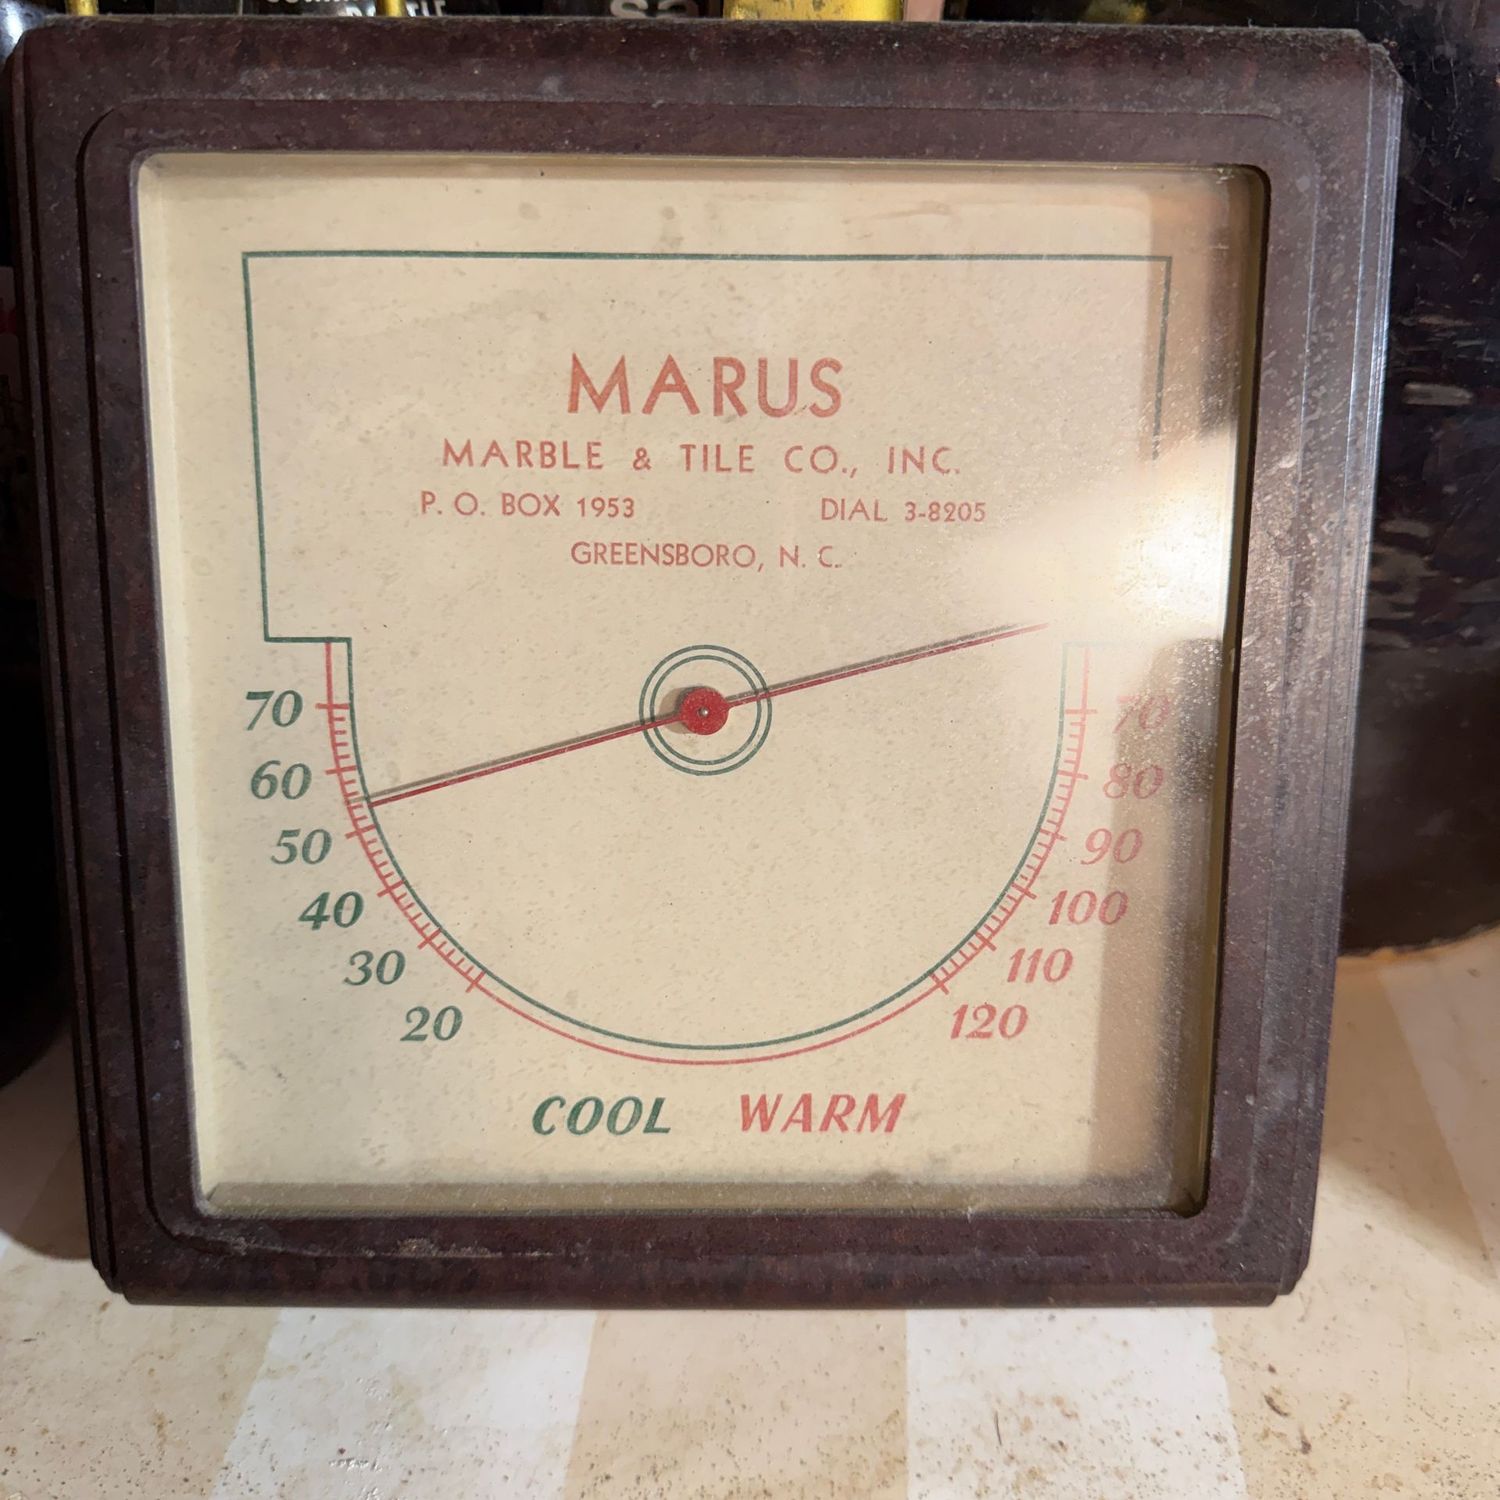 MARUS
MARBLE & TILE CO., INC.
P. O. BOX 1953 DIAL 3-8205
GREENSBORO, N. C.
70 70
60 80
50 90
40 100
30 110
20 120
COOL WARM